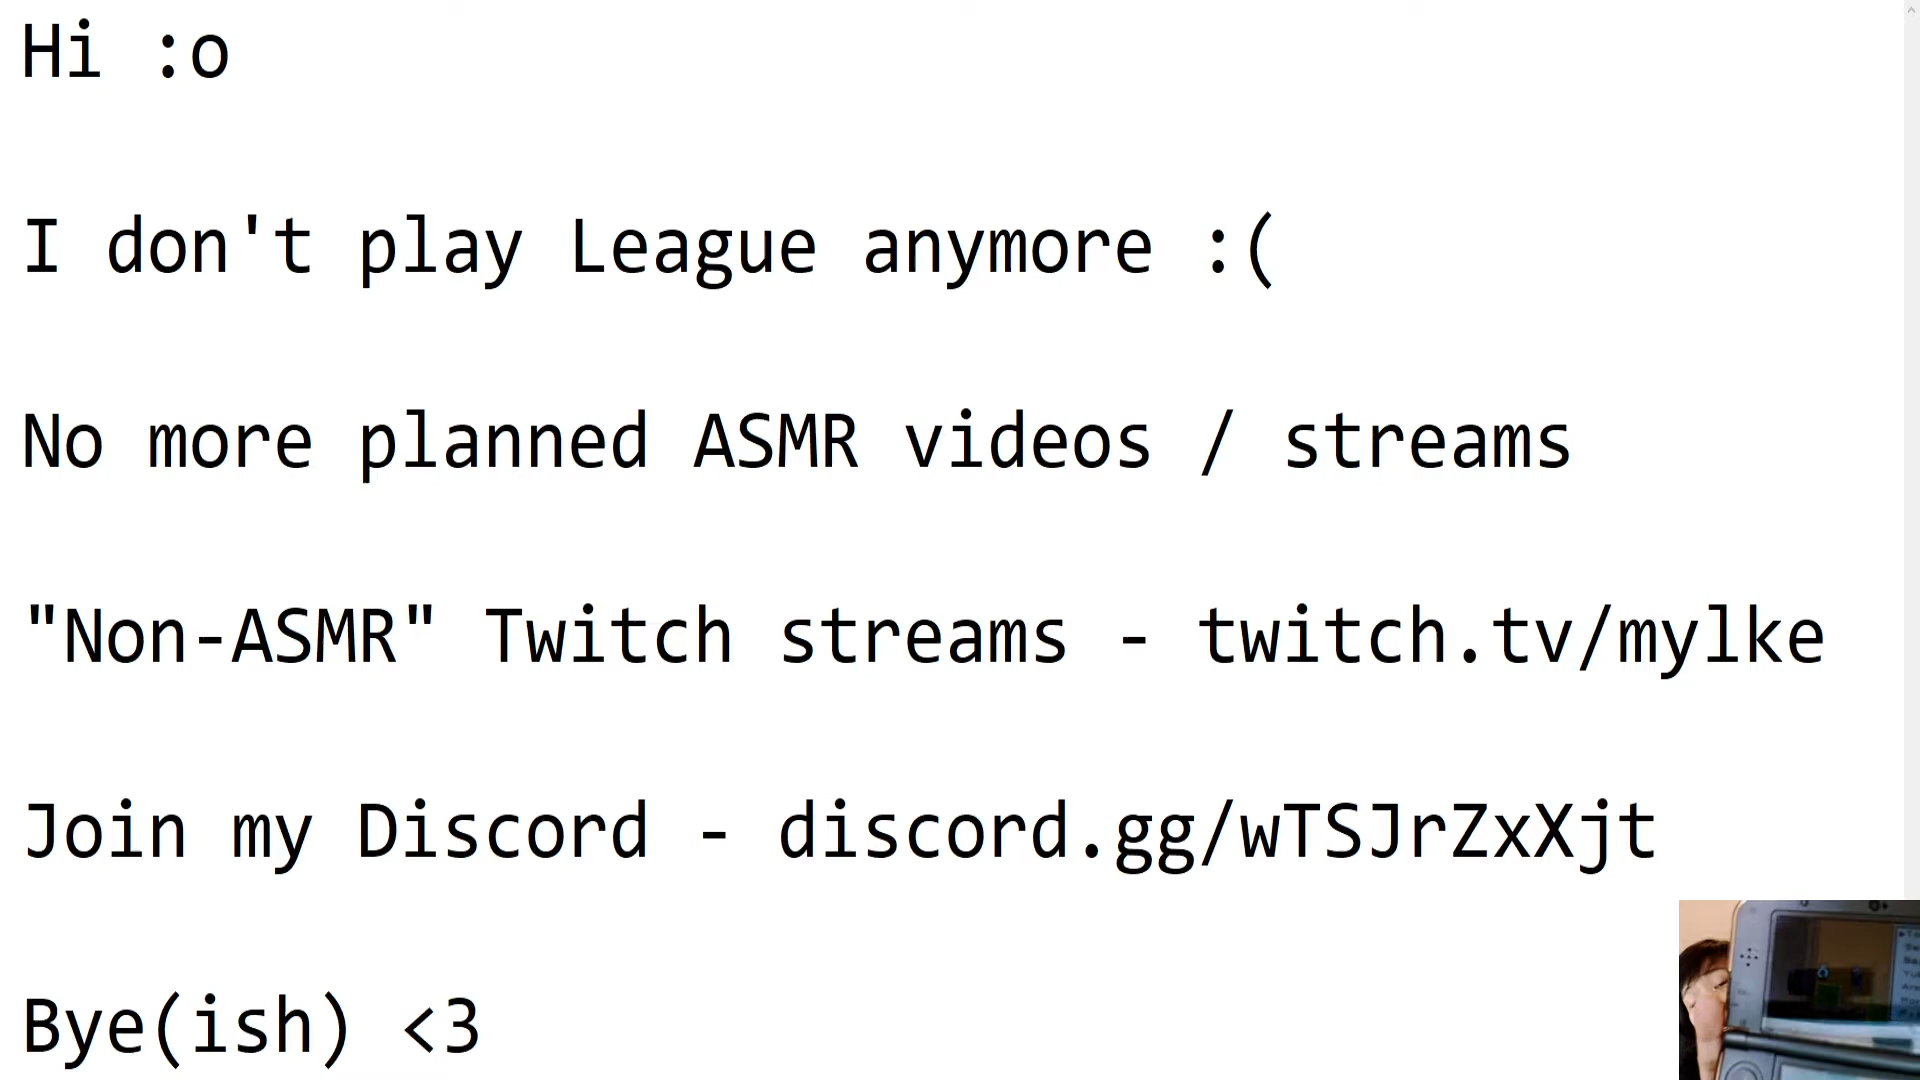 Hi :o
I don't play League anymore :(
No more planned ASMR videos / streams
"Non-ASMR" Twitch streams - twitch.tv/mylke
Join my Discord - discord.gg/wTSJrZxXjt
Bye(ish) <3